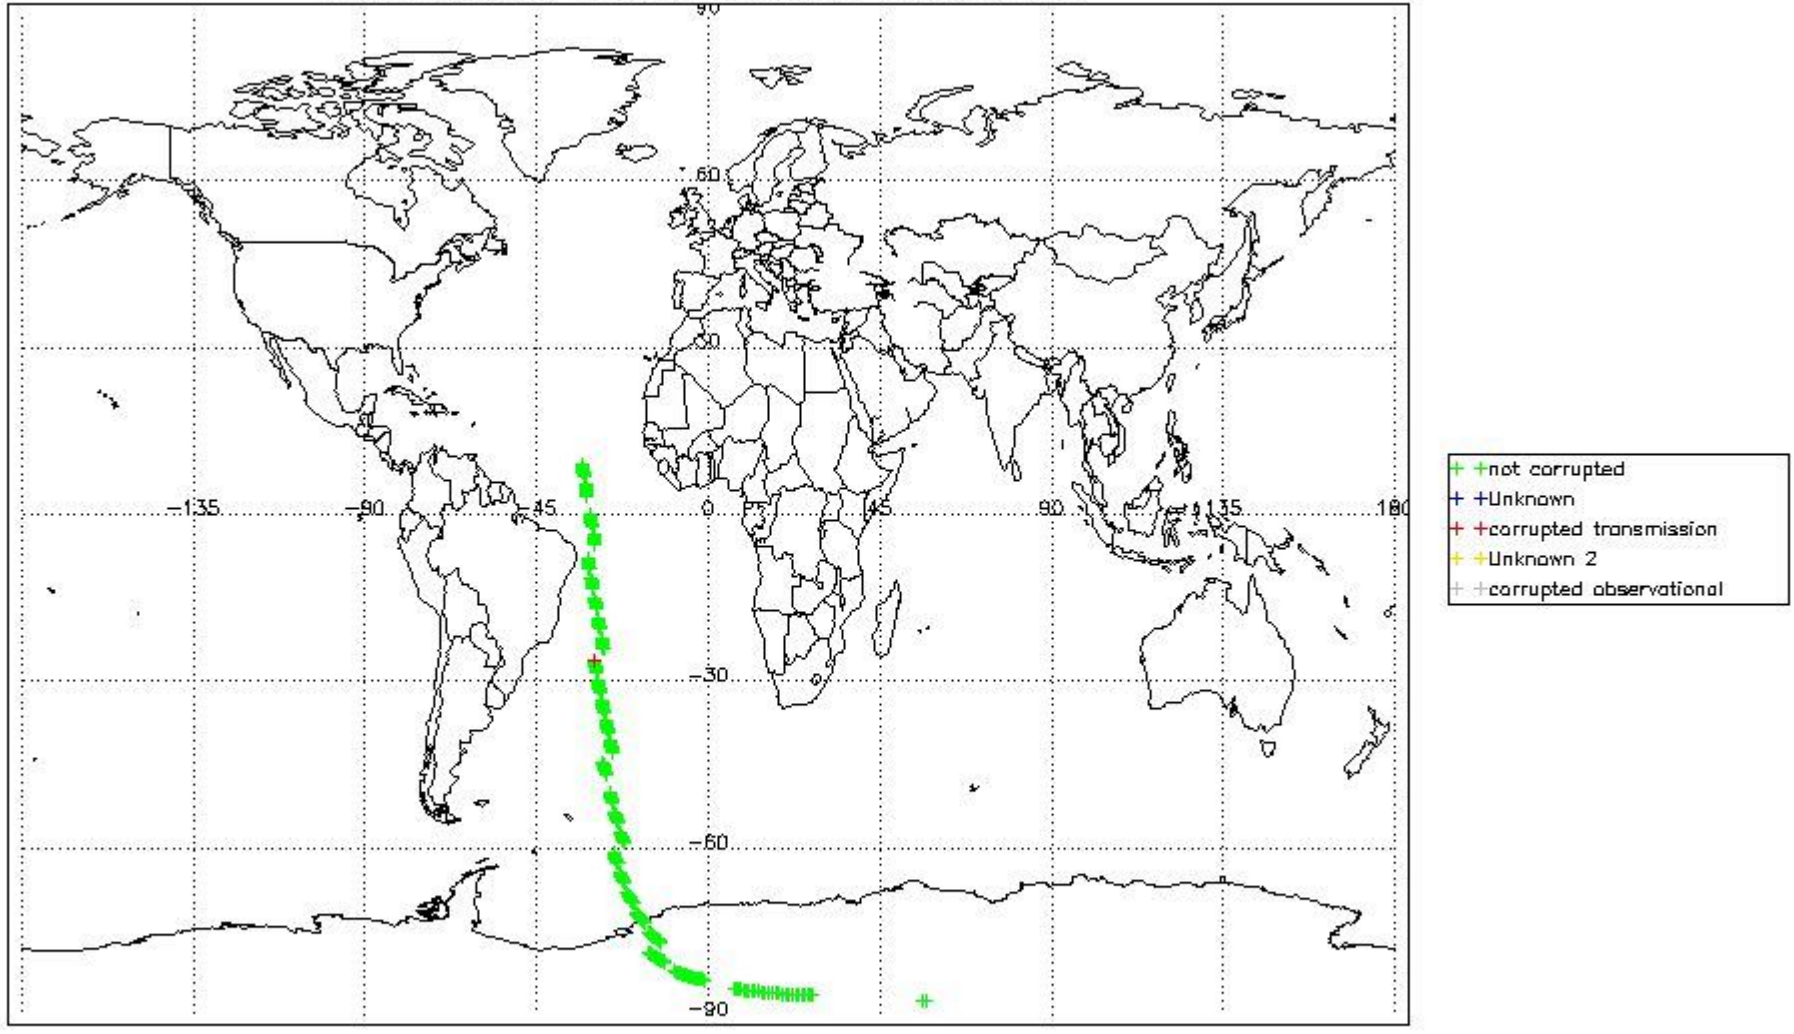 90
60
30
-135
-90
-45
0
45
90
135
180
-30
-60
-90
not corrupted
Unknown
corrupted transmission
Unknown 2
corrupted observational